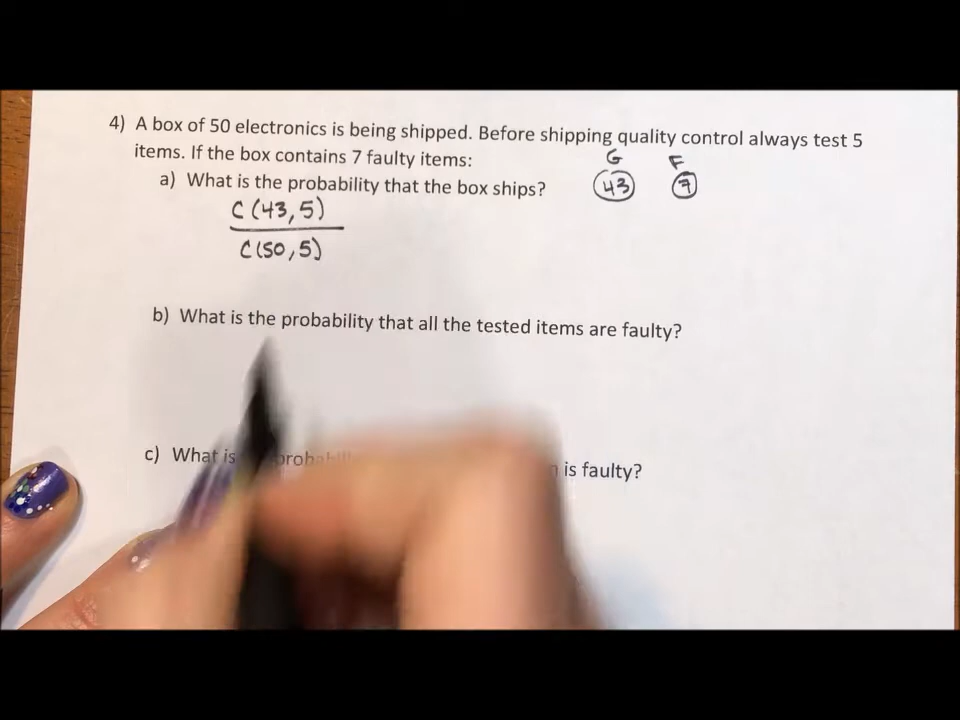 4) A box of 50 electronics is being shipped. Before shipping quality control always test 5
items. If the box contains 7 faulty items:
G F
a) What is the probability that the box ships? 43 7
C(43,5)
C(50,5)
b) What is the probability that all the tested items are faulty?
c) What is is faulty?